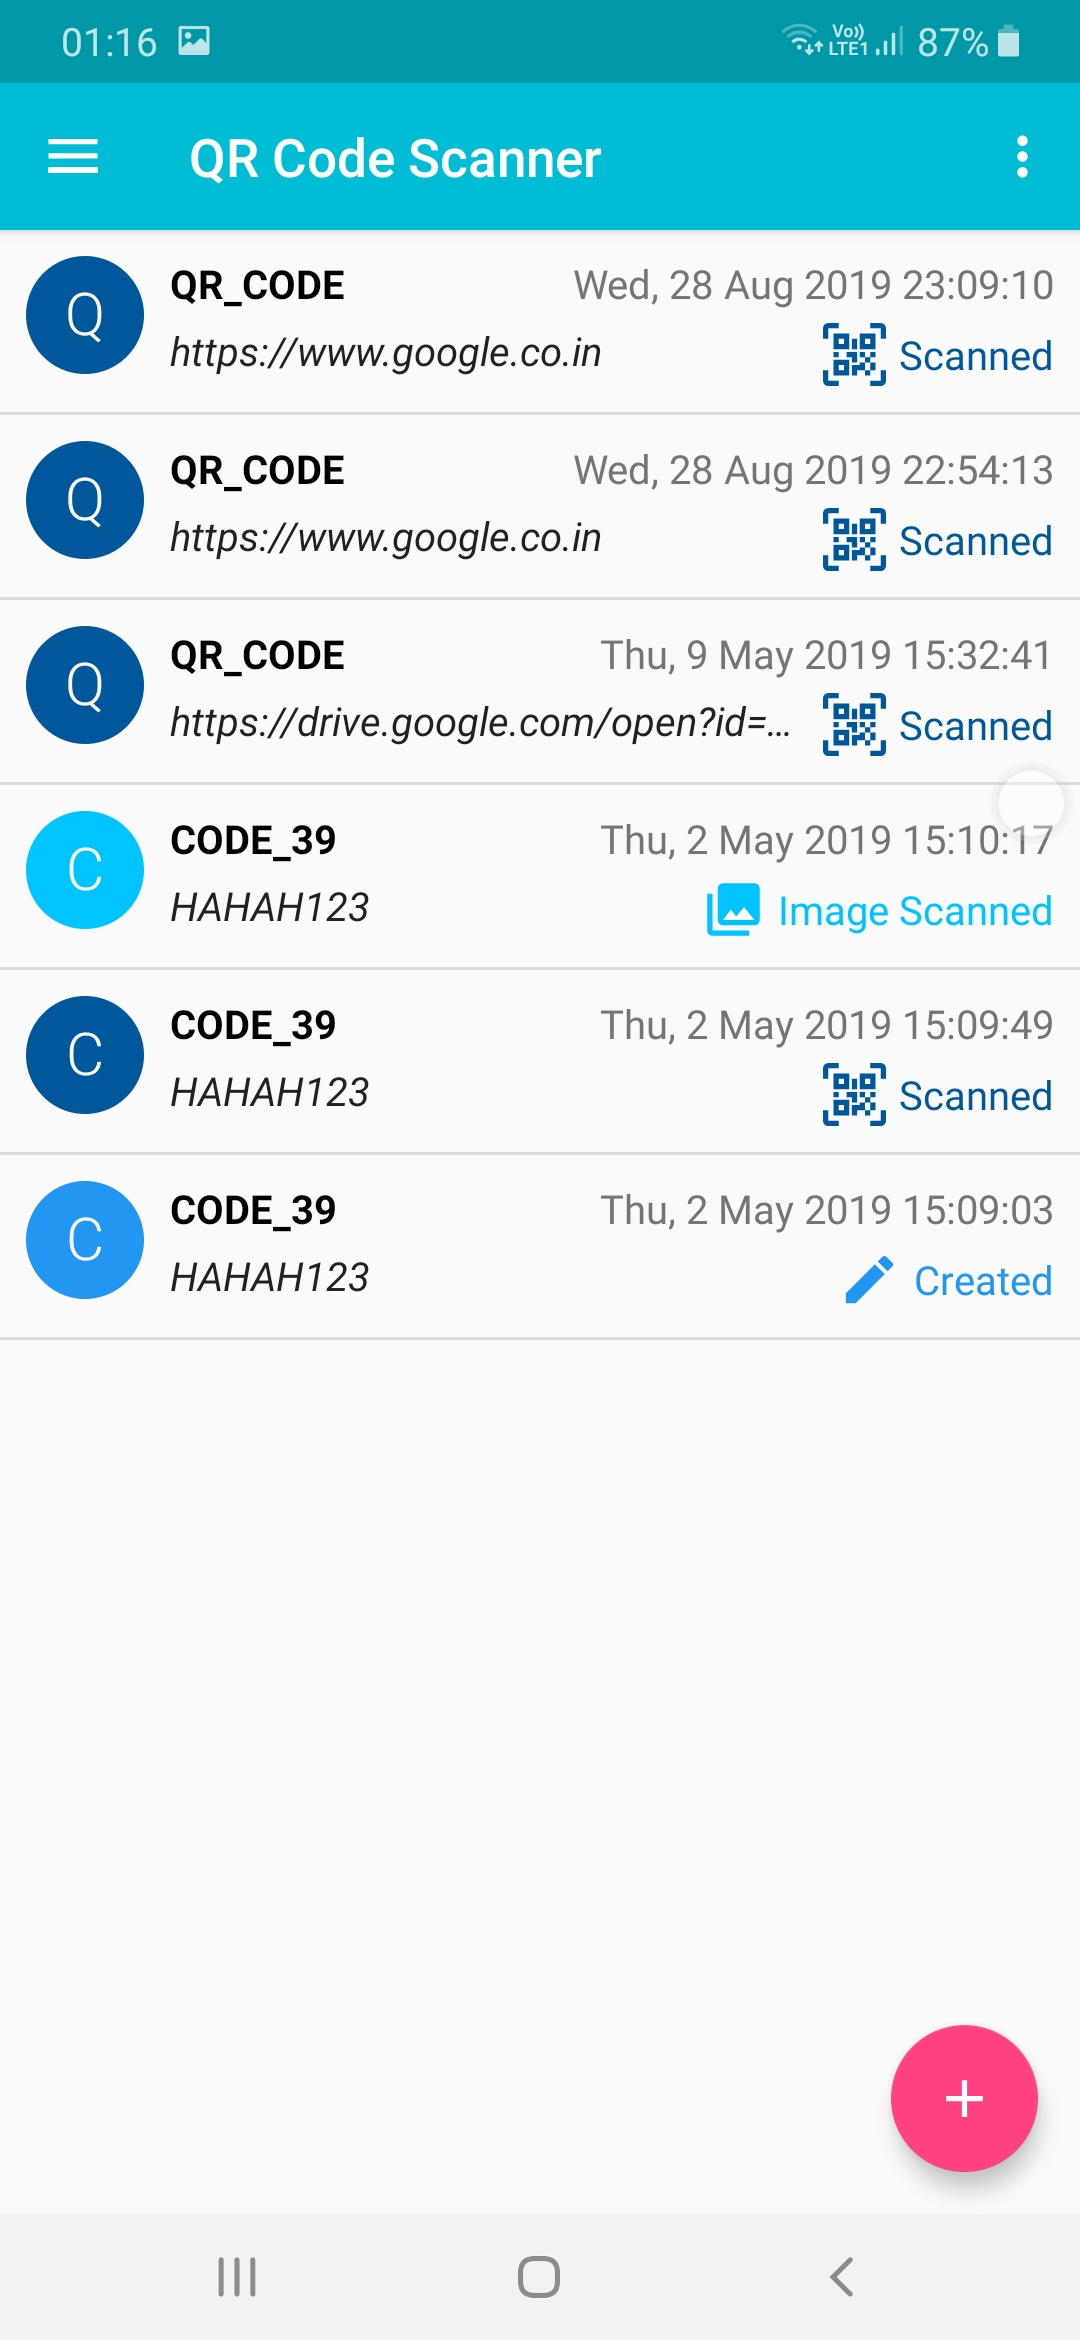 01:16 Vo)) LTE1 87%
QR Code Scanner
Q QR_CODE Wed, 28 Aug 2019 23:09:10
https://www.google.co.in Scanned
Q QR_CODE Wed, 28 Aug 2019 22:54:13
https://www.google.co.in Scanned
Q QR_CODE Thu, 9 May 2019 15:32:41
https://drive.google.com/open?id=... Scanned
C CODE_39 Thu, 2 May 2019 15:10:17
HAHAH123 Image Scanned
C CODE_39 Thu, 2 May 2019 15:09:49
HAHAH123 Scanned
C CODE_39 Thu, 2 May 2019 15:09:03
HAHAH123 Created
+